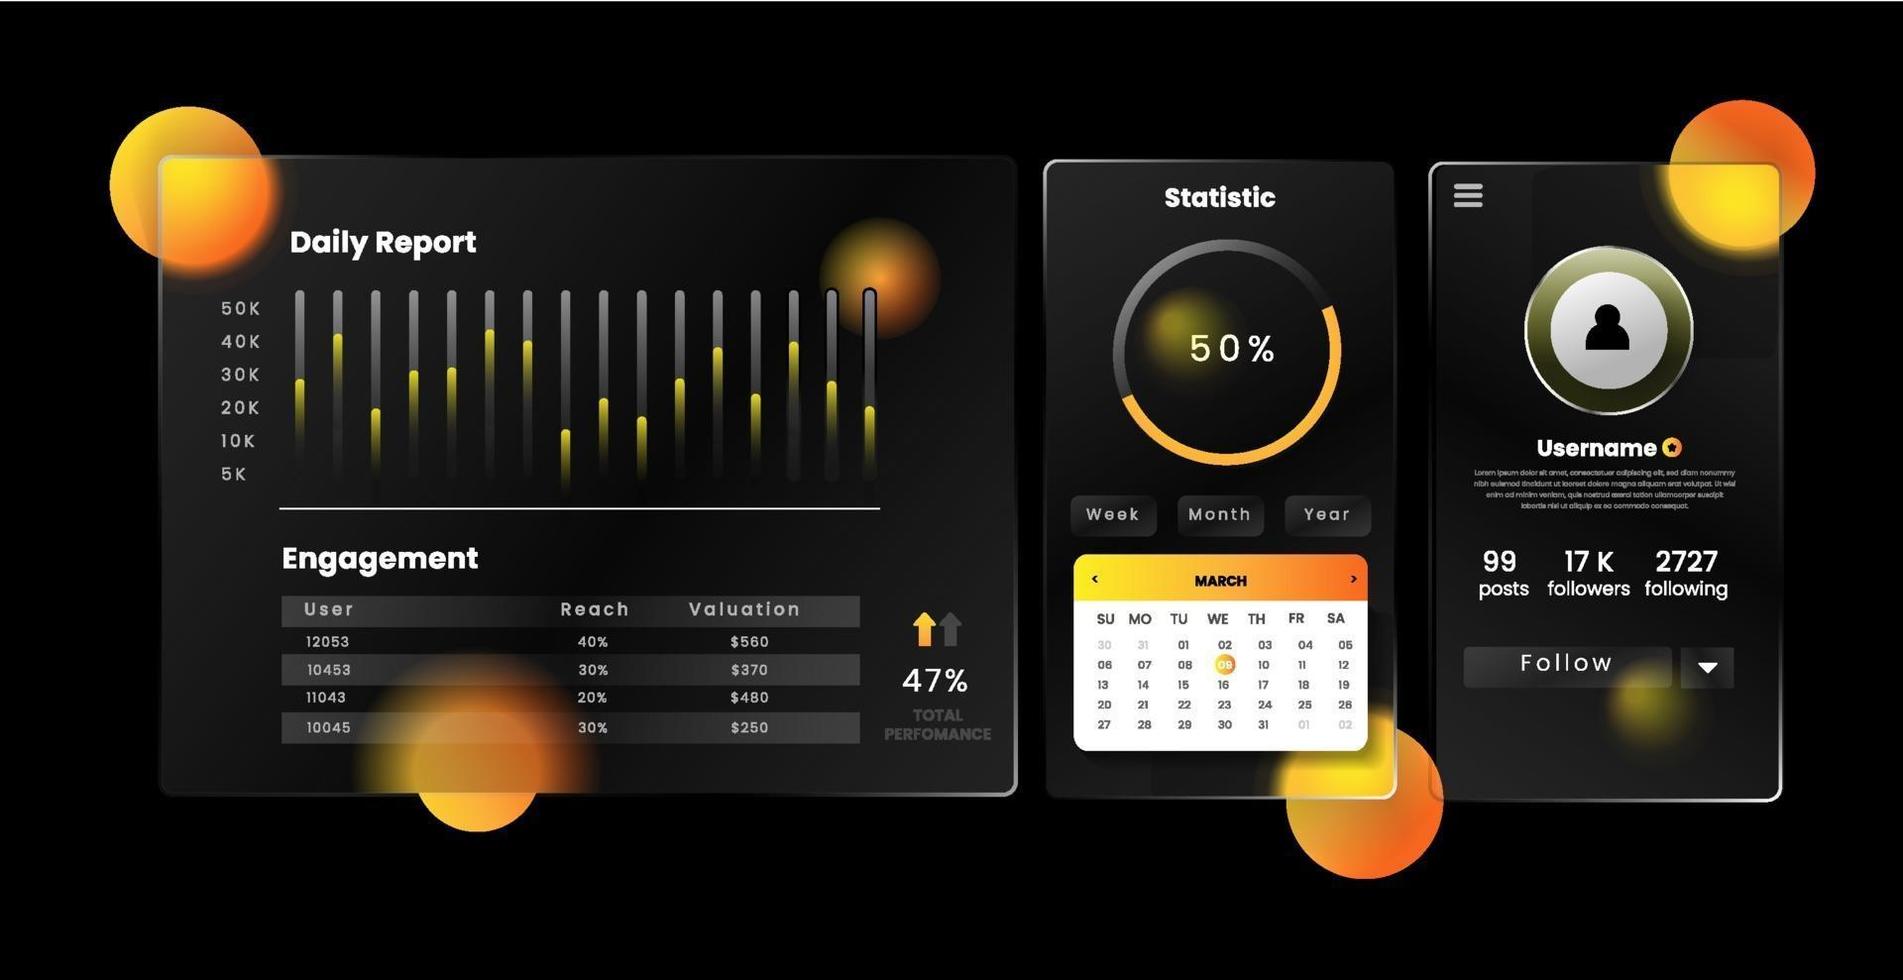 Daily Report
50K
40K
30K
20K
10K
5K
Engagement
User Reach Valuation
12053 40% $560
10453 30% $370
11043 20% $480
10045 30% $250
47%
TOTAL
PERFOMANCE
Statistic
50%
Week Month Year
< MARCH >
SU MO TU WE TH FR SA
30 31 01 02 03 04 05
06 07 08 09 10 11 12
13 14 15 16 17 18 19
20 21 22 23 24 25 26
27 28 29 30 31 01 02
Username
Lorem ipsum dolor sit amet, consectetuer adipiscing elit, sed diam nonummy
nibh euismod tincidunt ut laoreet dolore magna aliquam erat volutpat. Ut wisi
enim ad minim veniam, quis nostrud exerci tation ullamcorper suscipit
lobortis nisl ut aliquip ex ea commodo consequat.
99 17 K 2727
posts followers following
Follow